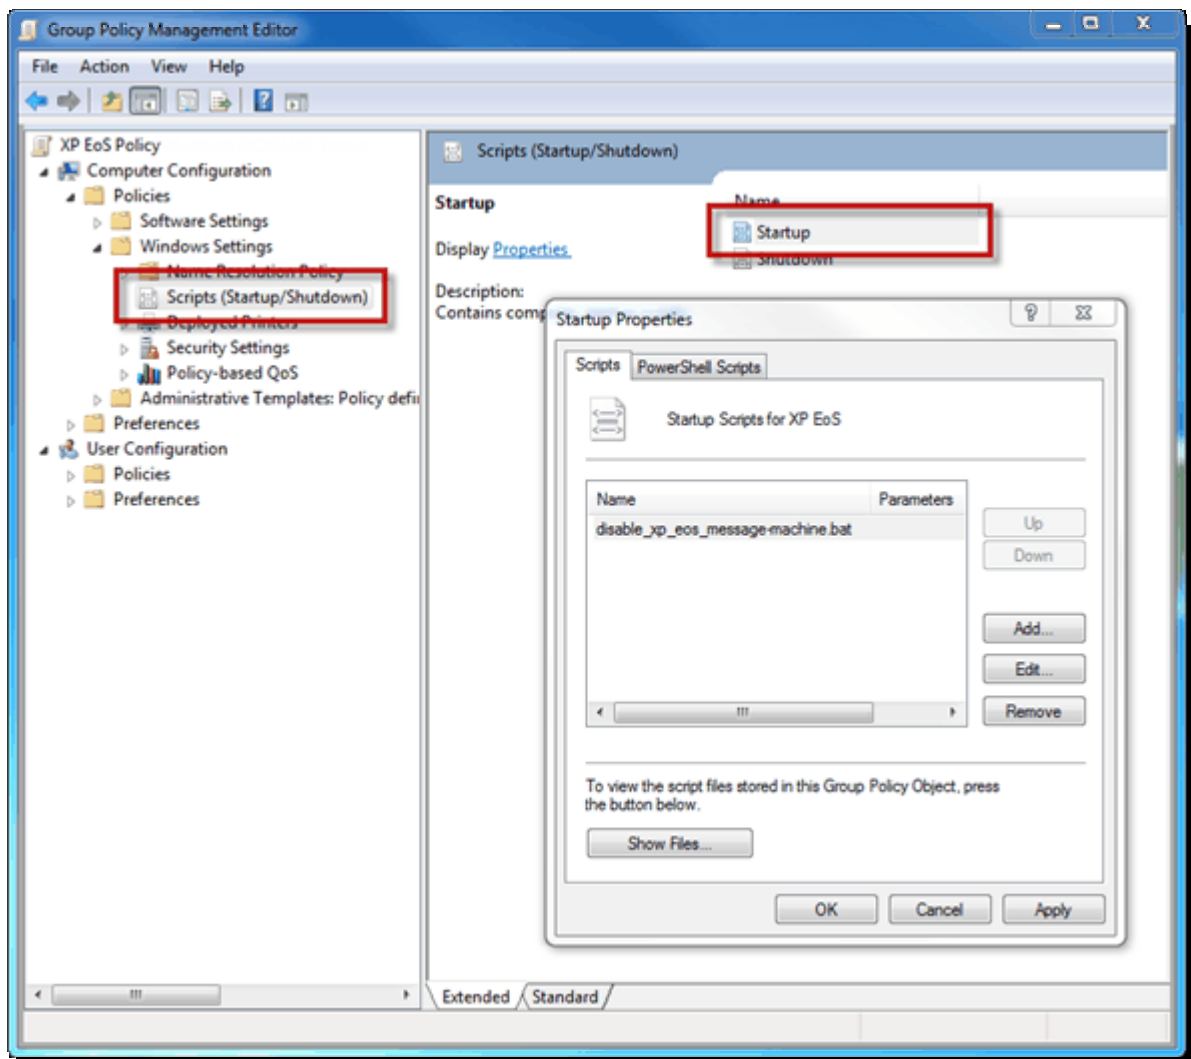 Group Policy Management Editor
File Action View Help
XP EoS Policy
Computer Configuration
Policies
Software Settings
Windows Settings
Name Resolution Policy
Scripts (Startup/Shutdown)
Deployed Printers
Security Settings
Policy-based QoS
Administrative Templates: Policy defi
Preferences
User Configuration
Policies
Preferences
Scripts (Startup/Shutdown)
Startup
Display Properties
Description:
Contains comp
Name
Startup
Shutdown
Startup Properties
Scripts PowerShell Scripts
Startup Scripts for XP EoS
Name Parameters
disable_xp_eos_message-machine.bat
Up
Down
Add...
Edit...
Remove
To view the script files stored in this Group Policy Object, press
the button below.
Show Files...
OK Cancel Apply
Extended Standard